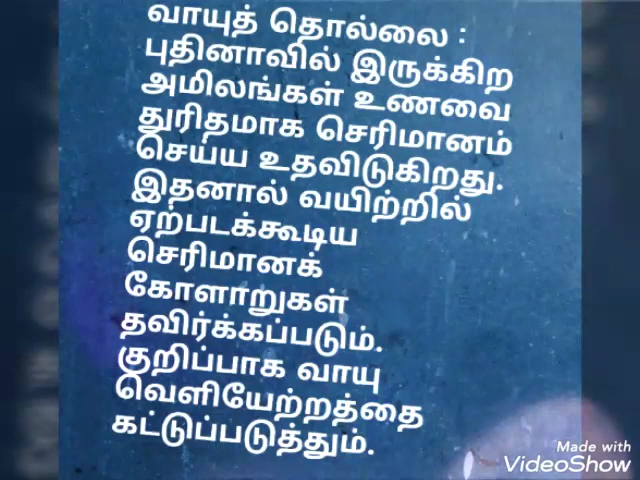 வாயுத் தொல்லை :
புதினாவில் இருக்கிற
அமிலங்கள் உணவை
துரிதமாக செரிமானம்
செய்ய உதவிடுகிறது.
இதனால் வயிற்றில்
ஏற்படக்கூடிய
செரிமானக்
கோளாறுகள்
தவிர்க்கப்படும்.
குறிப்பாக வாயு
வெளியேற்றத்தை
கட்டுப்படுத்தும்.
Made with
VideoShow